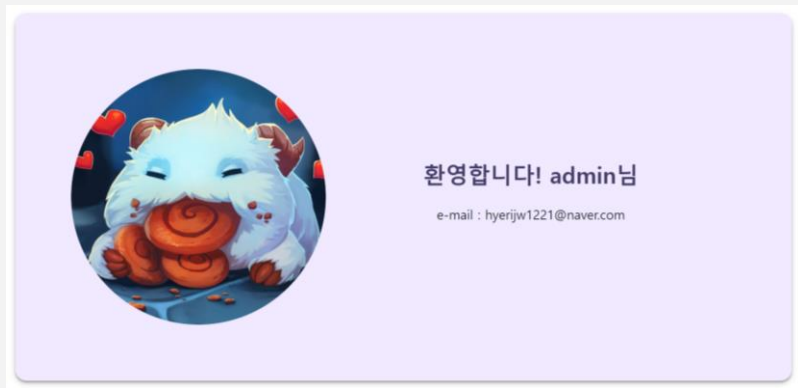 환영합니다! admin님
e-mail : hyerijw1221@naver.com